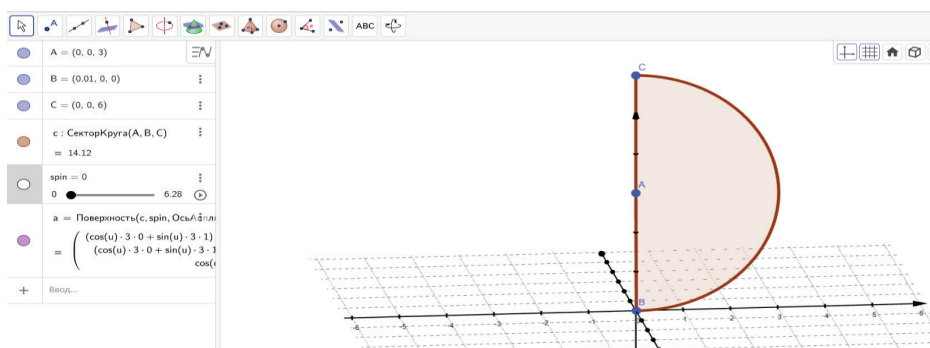 ABC
A = (0, 0, 3)
B = (0.01, 0, 0)
C = (0, 0, 6)
c : СекторКруга(A, B, C)
= 14.12
spin = 0
0 6.28
a = Поверхность(c, spin,
= (cos(u) · 3 · 0 + sin(u) · 3 · 1)
(cos(u) · 3 · 0 + sin(u) · 3 ·
cos(
+ Ввод...
C
A
B
-6 -5 -4 -3 -2 -1 1 2 3 4 5 6